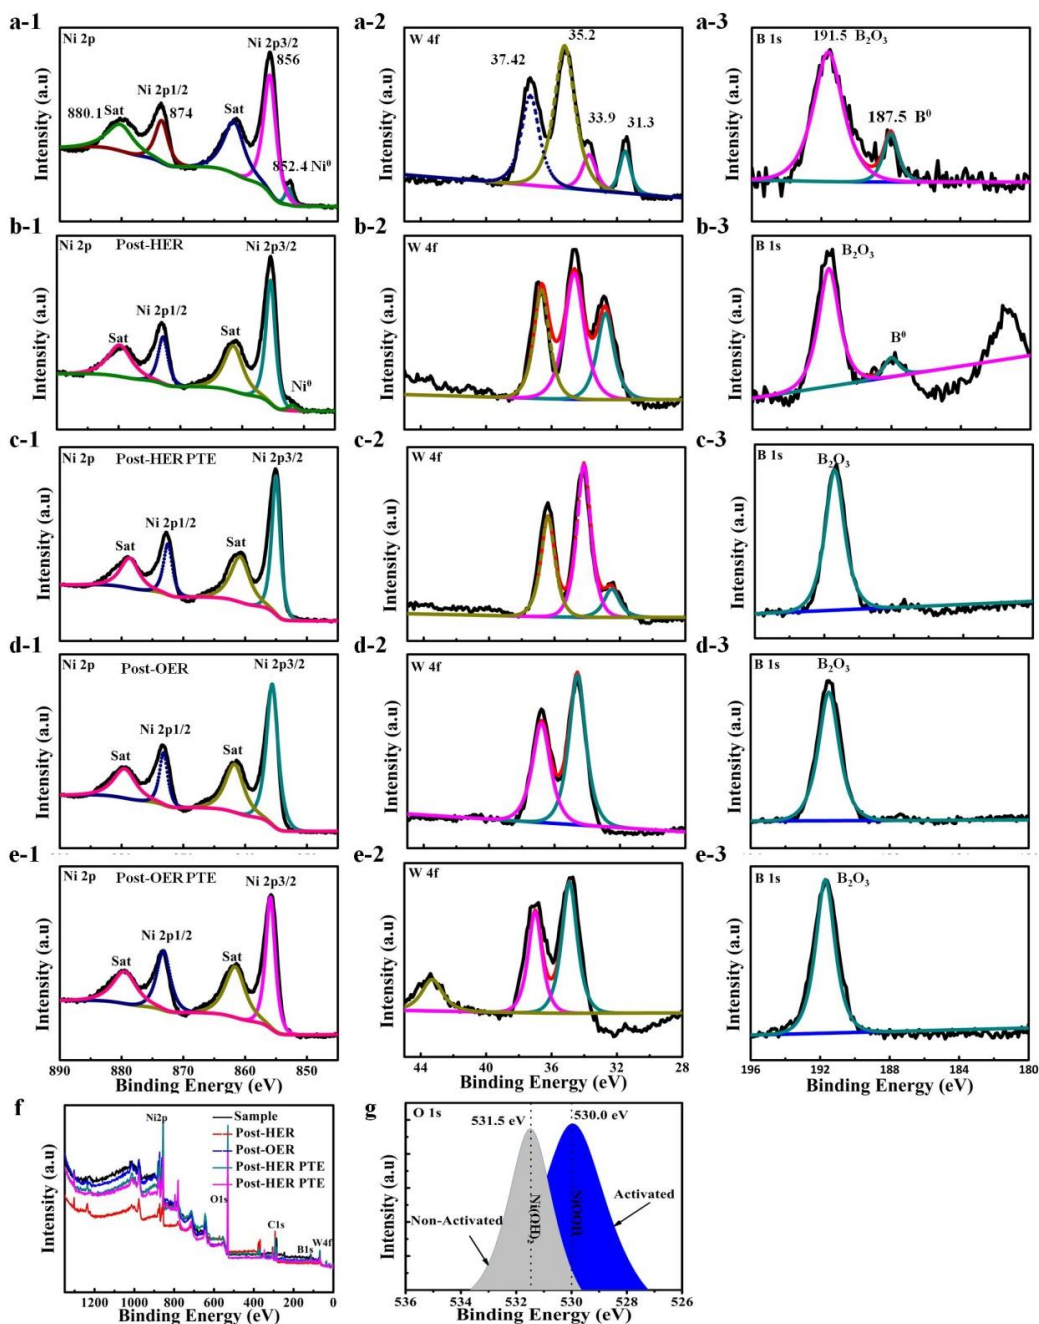 a-1
Ni 2p
Ni 2p3/2
856
Ni 2p1/2
874
Sat
880.1
Sat
852.4 Ni⁰
Intensity (a.u)
a-2
W 4f
37.42
35.2
33.9
31.3
Intensity (a.u)
a-3
B 1s
191.5 B₂O₃
187.5 B⁰
Intensity (a.u)
b-1
Ni 2p
Post-HER
Ni 2p3/2
Ni 2p1/2
Sat
Sat
Ni⁰
Intensity (a.u)
b-2
W 4f
Intensity (a.u)
b-3
B 1s
B₂O₃
B⁰
Intensity (a.u)
c-1
Ni 2p
Post-HER PTE
Ni 2p3/2
Ni 2p1/2
Sat
Sat
Intensity (a.u)
c-2
W 4f
44
40
36
32
28
Intensity (a.u)
c-3
B 1s
B₂O₃
196
192
188
184
180
Intensity (a.u)
d-1
Ni 2p
Post-OER
Ni 2p3/2
Ni 2p1/2
Sat
Sat
Intensity (a.u)
d-2
W 4f
Intensity (a.u)
d-3
B 1s
B₂O₃
Intensity (a.u)
e-1
Ni 2p
Post-OER PTE
Ni 2p3/2
Ni 2p1/2
Sat
Sat
Intensity (a.u)
890
880
870
860
850
Binding Energy (eV)
e-2
W 4f
Intensity (a.u)
44
40
36
32
28
Binding Energy (eV)
e-3
B 1s
B₂O₃
Intensity (a.u)
196
192
188
184
180
Binding Energy (eV)
f
Ni2p
Sample
Post-HER
Post-OER
Post-HER PTE
Post-HER PTE
O1s
C1s
B1s
W4f
Intensity (a.u)
1200
1000
800
600
400
200
0
Binding Energy (eV)
g
O 1s
531.5 eV
530.0 eV
Ni(OH)₂
NiOOH
Non-Activated
Activated
Intensity (a.u)
536
534
532
530
528
526
Binding Energy (eV)